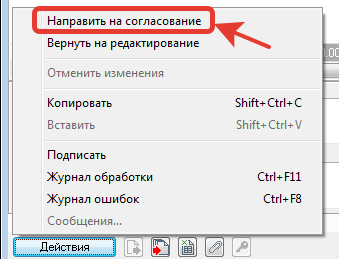 Направить на согласование
Вернуть на редактирование
Отменить изменения
Копировать Shift+Ctrl+C
Вставить Shift+Ctrl+V
Подписать
Журнал обработки Ctrl+F11
Журнал ошибок Ctrl+F8
Сообщения...
Действия